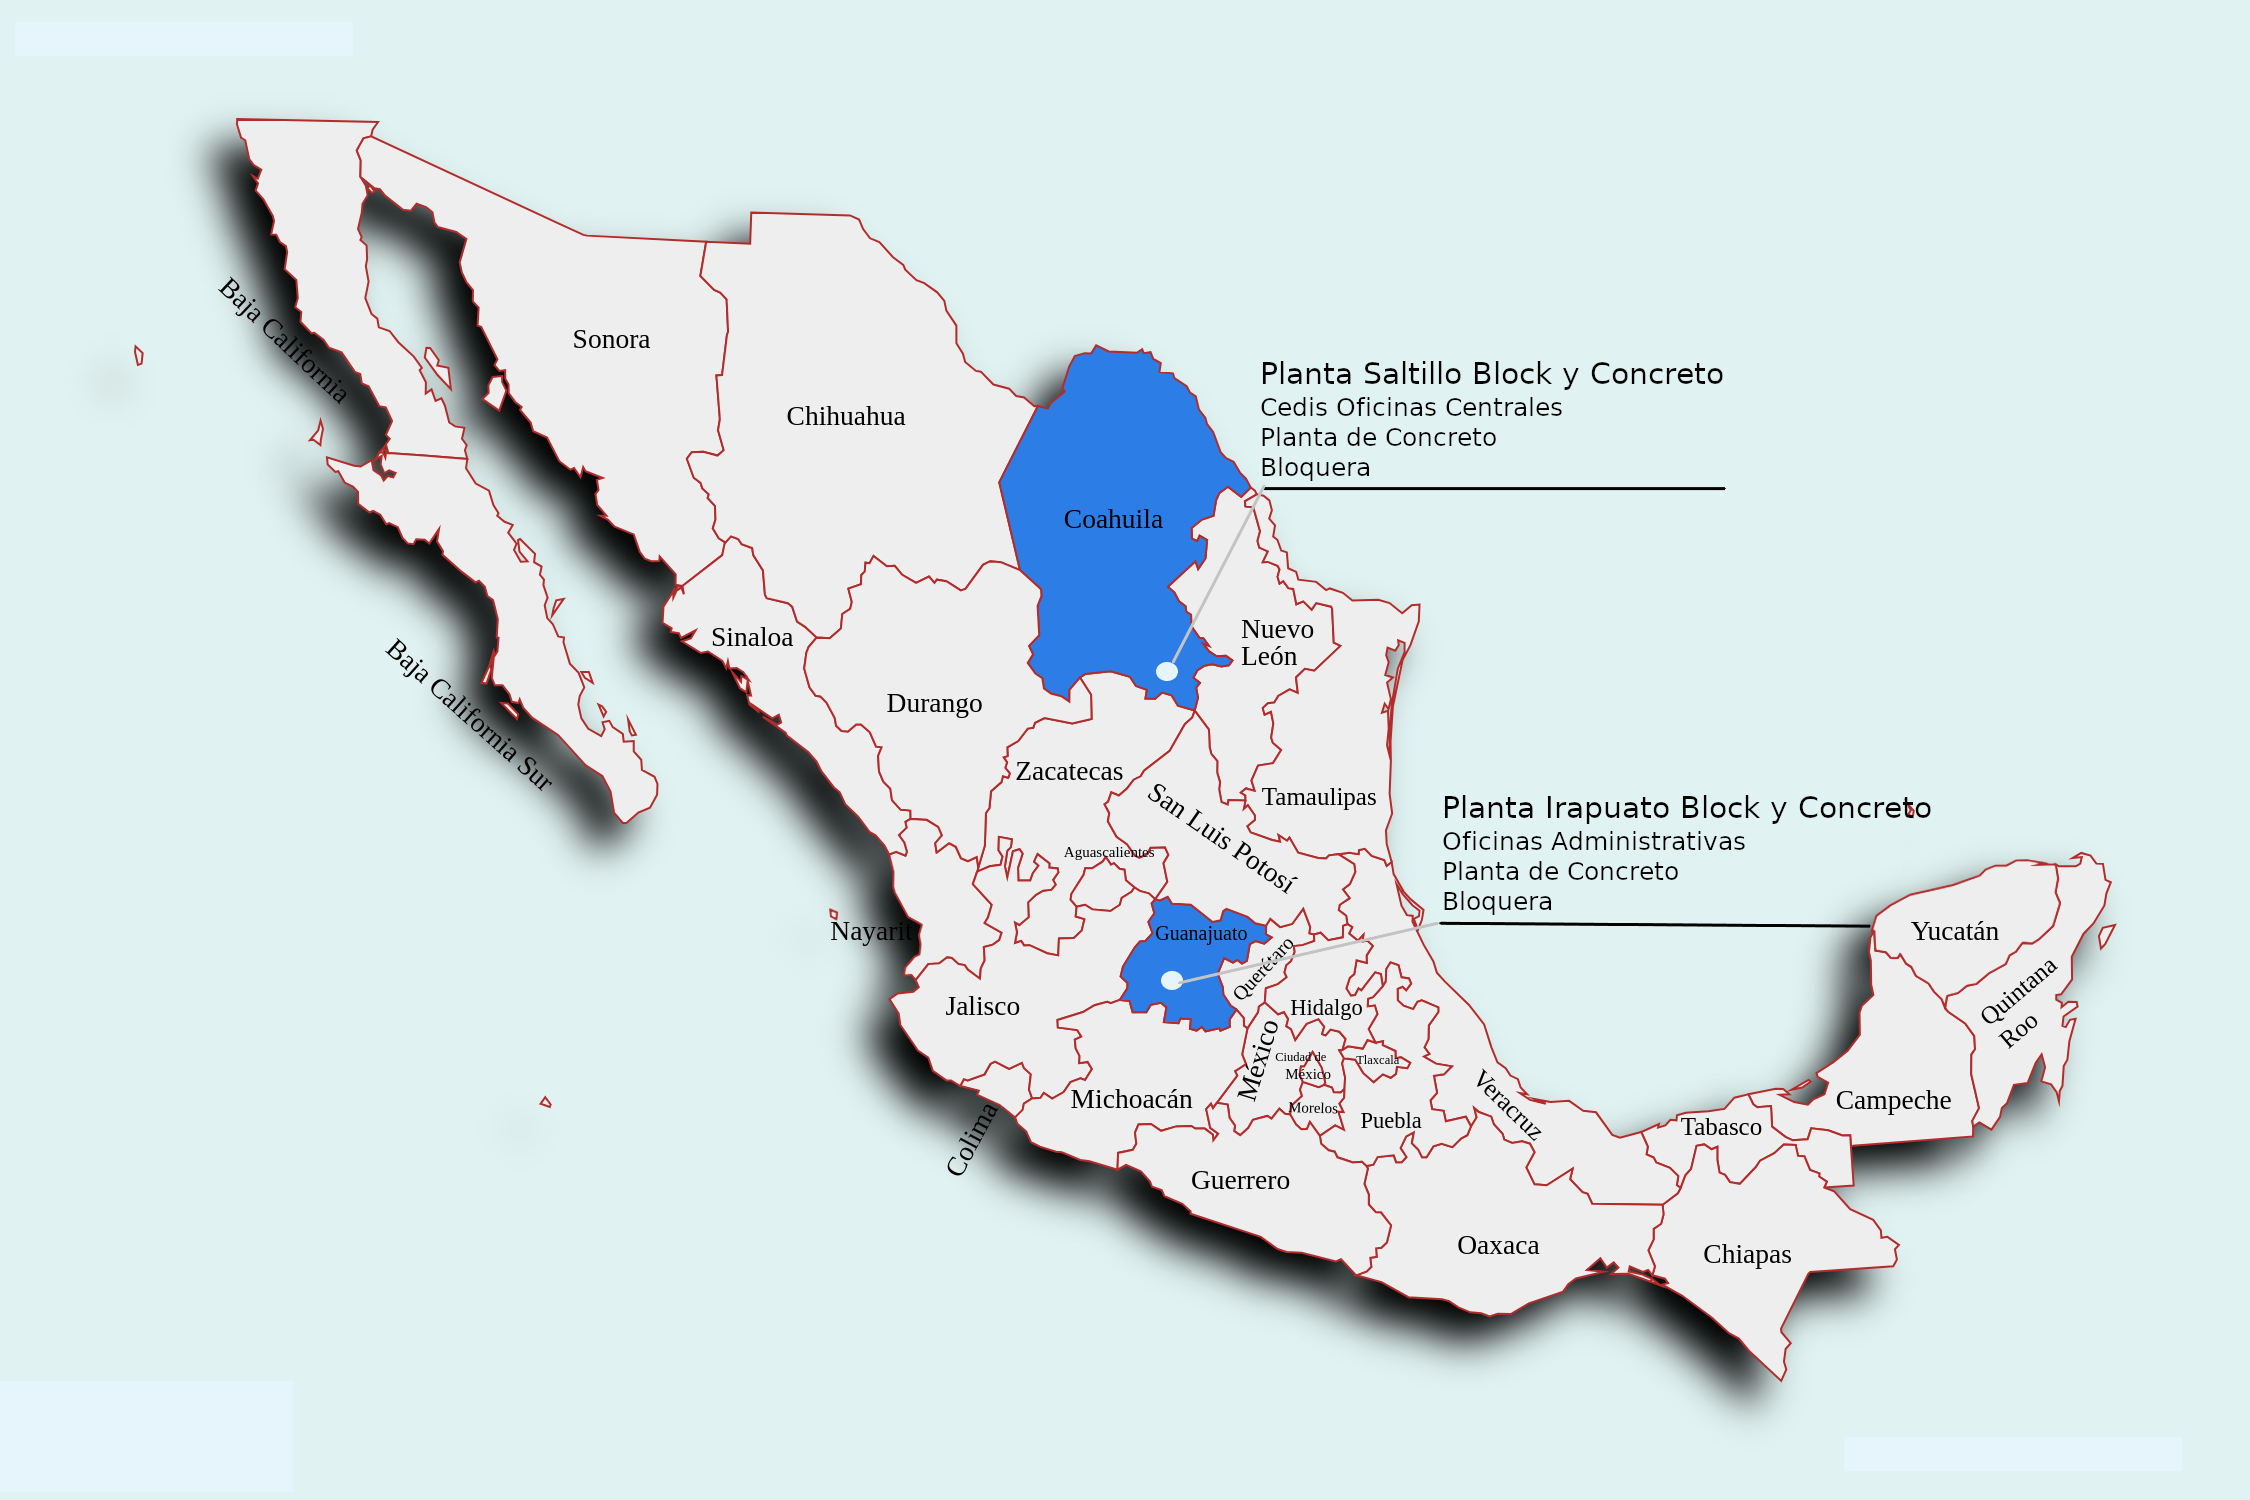 Baja California
Sonora
Chihuahua
Planta Saltillo Block y Concreto
Cedis Oficinas Centrales
Planta de Concreto
Bloquera
Coahuila
Baja California Sur
Sinaloa
Nuevo
León
Durango
Zacatecas
San Luis Potosí
Tamaulipas
Planta Irapuato Block y Concreto
Oficinas Administrativas
Planta de Concreto
Bloquera
Aguascalientes
Nayarit
Guanajuato
Querétaro
Yucatán
Quintana
Roo
Jalisco
Hidalgo
México
Ciudad de
México
Tlaxcala
Michoacán
Morelos
Puebla
Veracruz
Campeche
Tabasco
Colima
Guerrero
Oaxaca
Chiapas